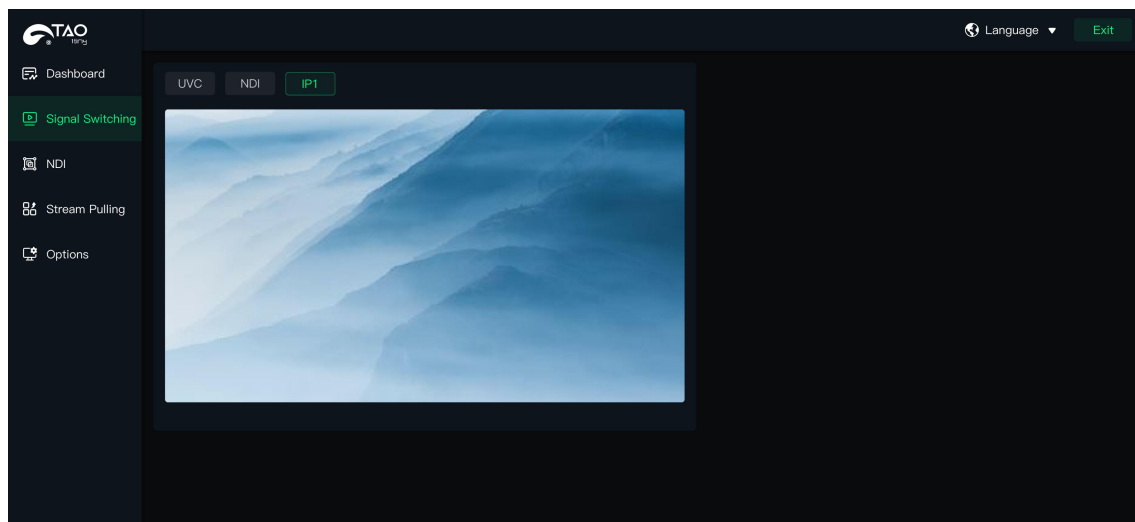 TAO
Language
Exit
Dashboard
Signal Switching
NDI
Stream Pulling
Options
UVC NDI IP1